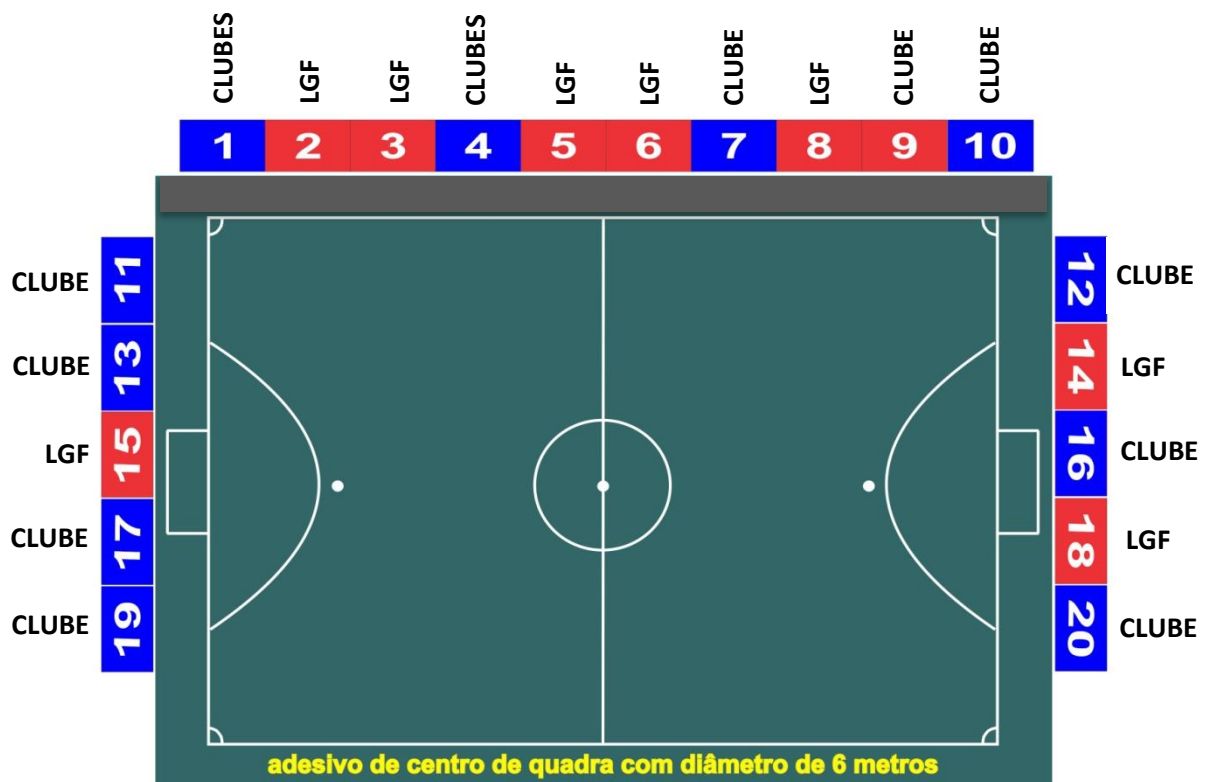 CLUBES LGF LGF CLUBES LGF LGF CLUBE LGF CLUBE CLUBE
1 2 3 4 5 6 7 8 9 10
CLUBE 11
CLUBE 13
LGF 15
CLUBE 17
CLUBE 19
12 CLUBE
14 LGF
16 CLUBE
18 LGF
20 CLUBE
adesivo de centro de quadra com diâmetro de 6 metros